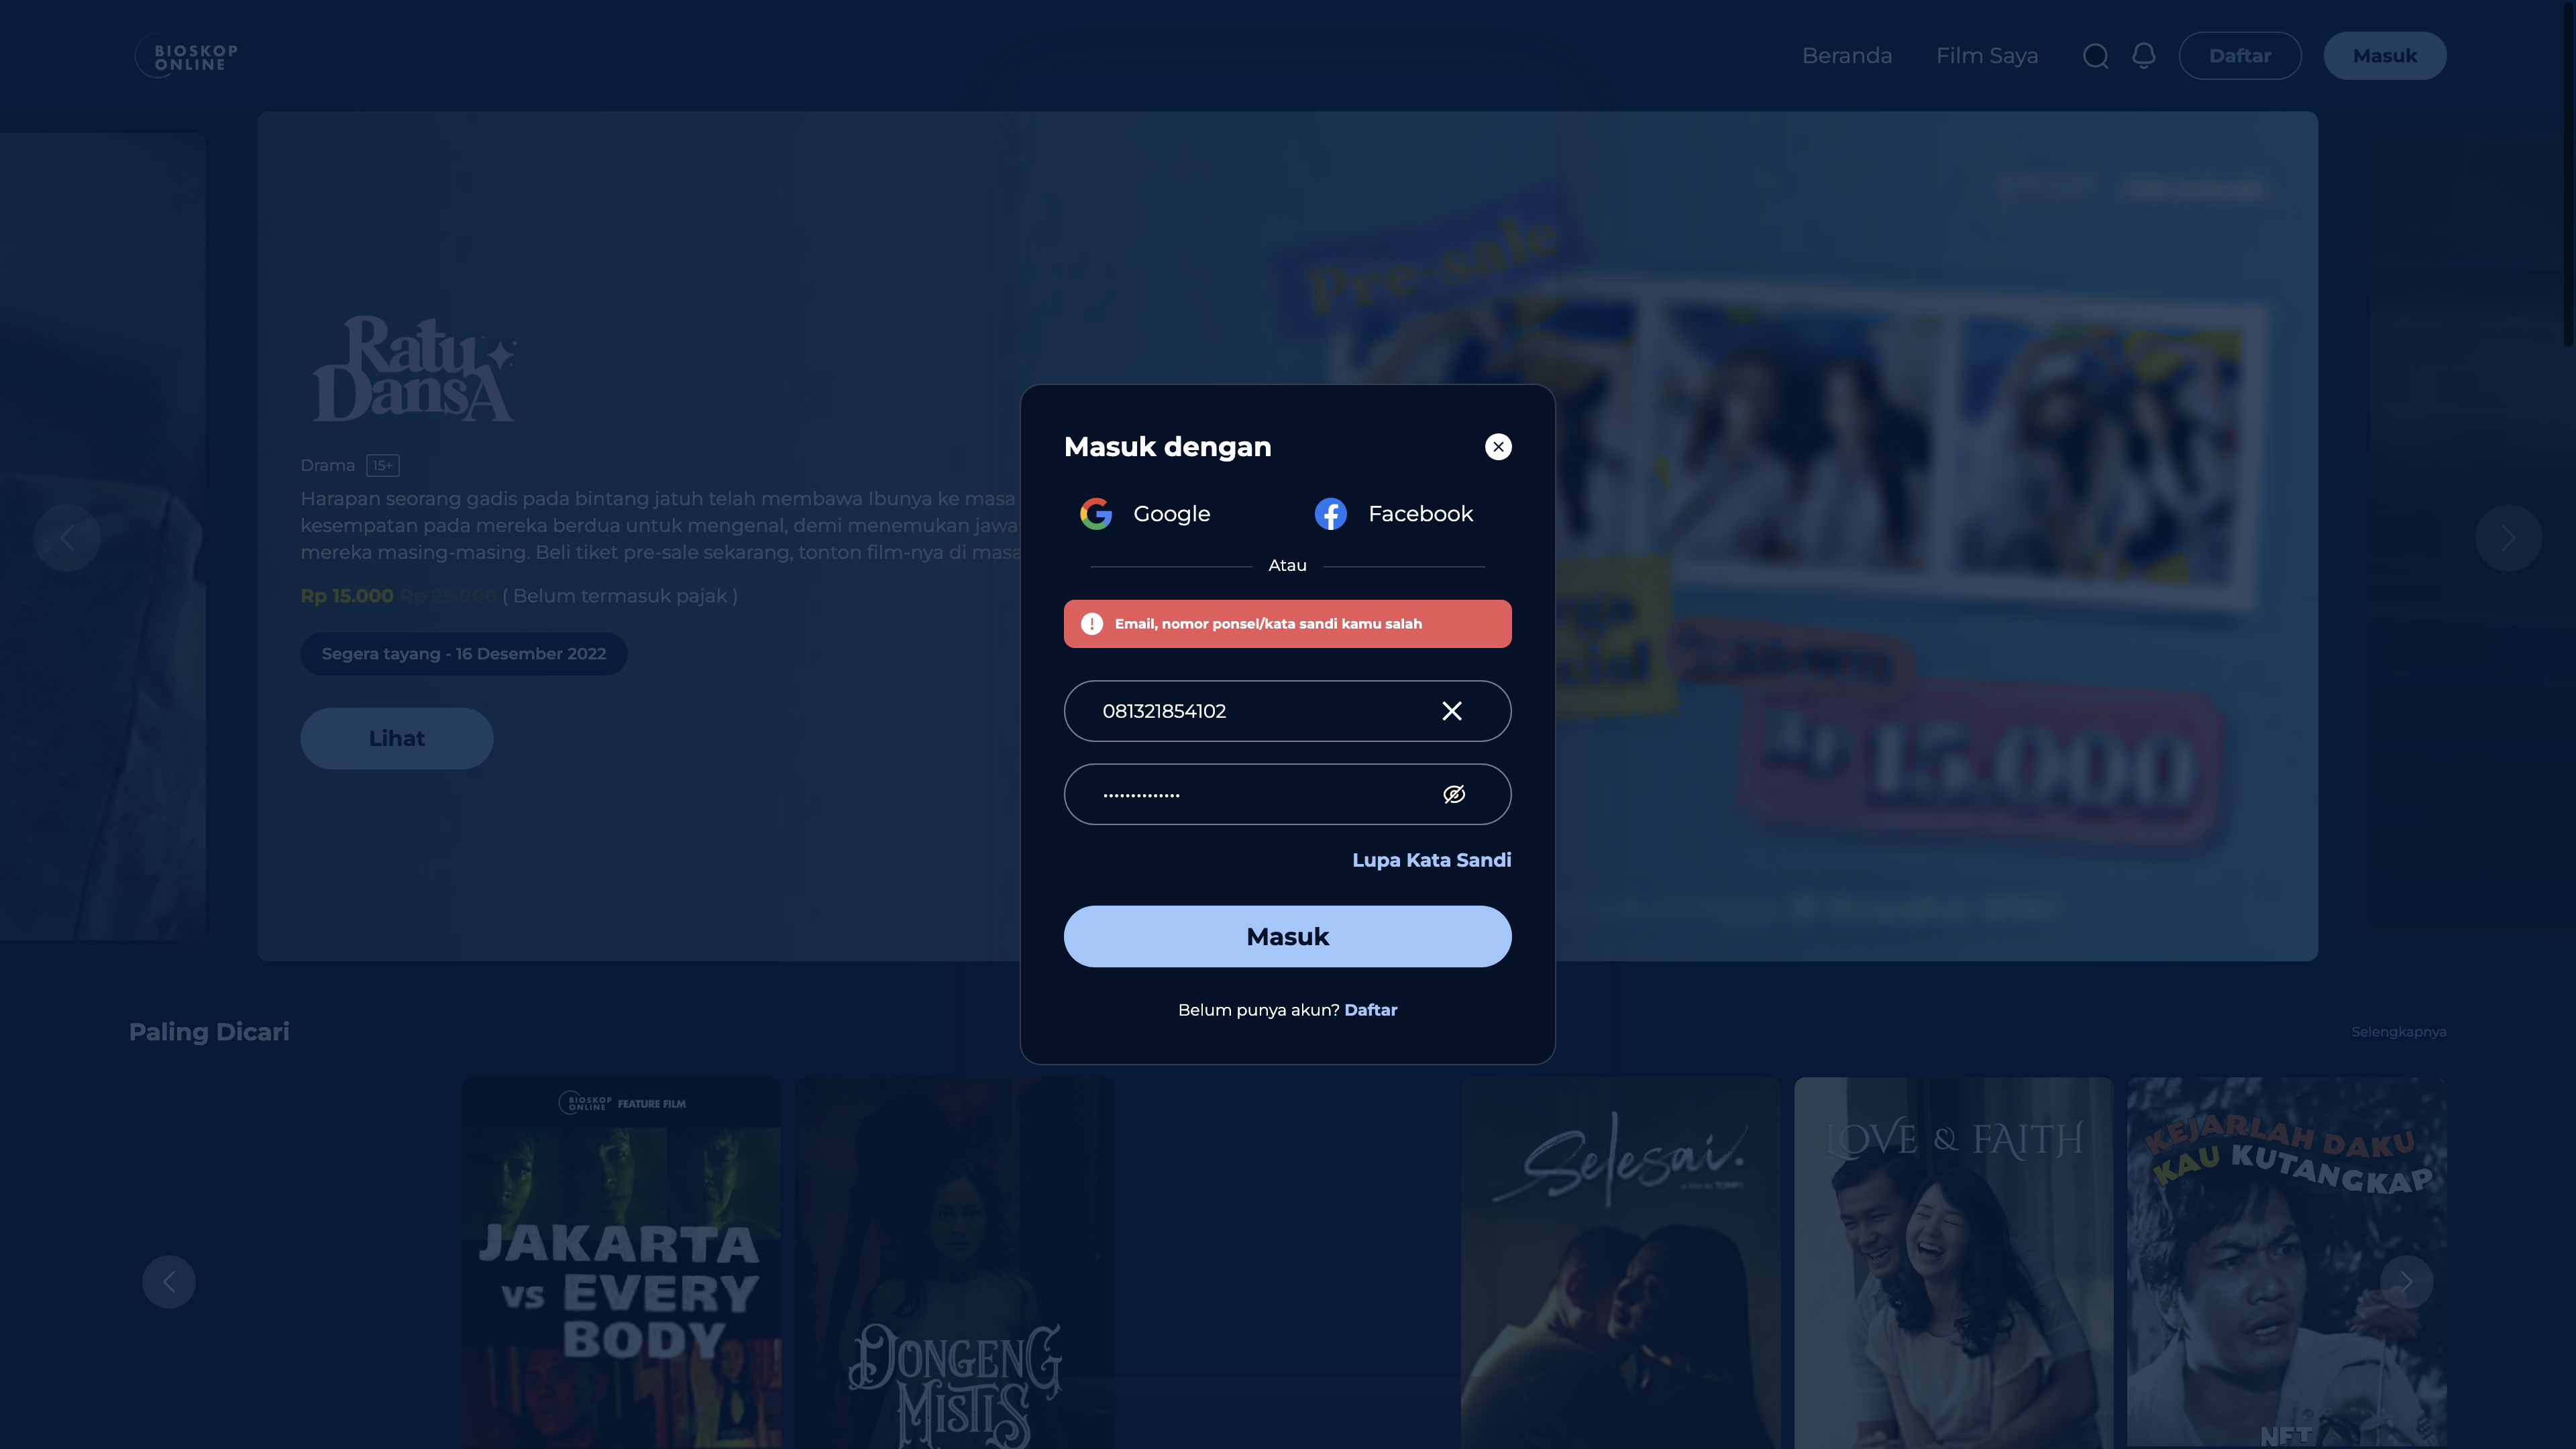 BIOSKOP
ONLINE
Beranda
Film Saya
Daftar
Masuk
Pre-sale
Ratu
DansA
Drama 15+
Harapan seorang gadis pada bintang jatuh telah membawa Ibunya ke masa
kesempatan pada mereka berdua untuk mengenal, demi menemukan jawa
mereka masing-masing. Beli tiket pre-sale sekarang, tonton film-nya di masa
Rp 15.000 Rp 25.000 ( Belum termasuk pajak )
Segera tayang - 16 Desember 2022
Lihat
Rp 15.000
Masuk dengan
Google
Facebook
Atau
Email, nomor ponsel/kata sandi kamu salah
081321854102
••••••••••••••
Lupa Kata Sandi
Masuk
Belum punya akun? Daftar
Paling Dicari
Selengkapnya
BIOSKOP
ONLINE FEATURE FILM
JAKARTA
VS EVERY
BODY
DONGENG
MISTIS
Selesai.
a film by TOMPI
LOVE & FAITH
KEJARLAH DAKU
KAU KUTANGKAP
NFT